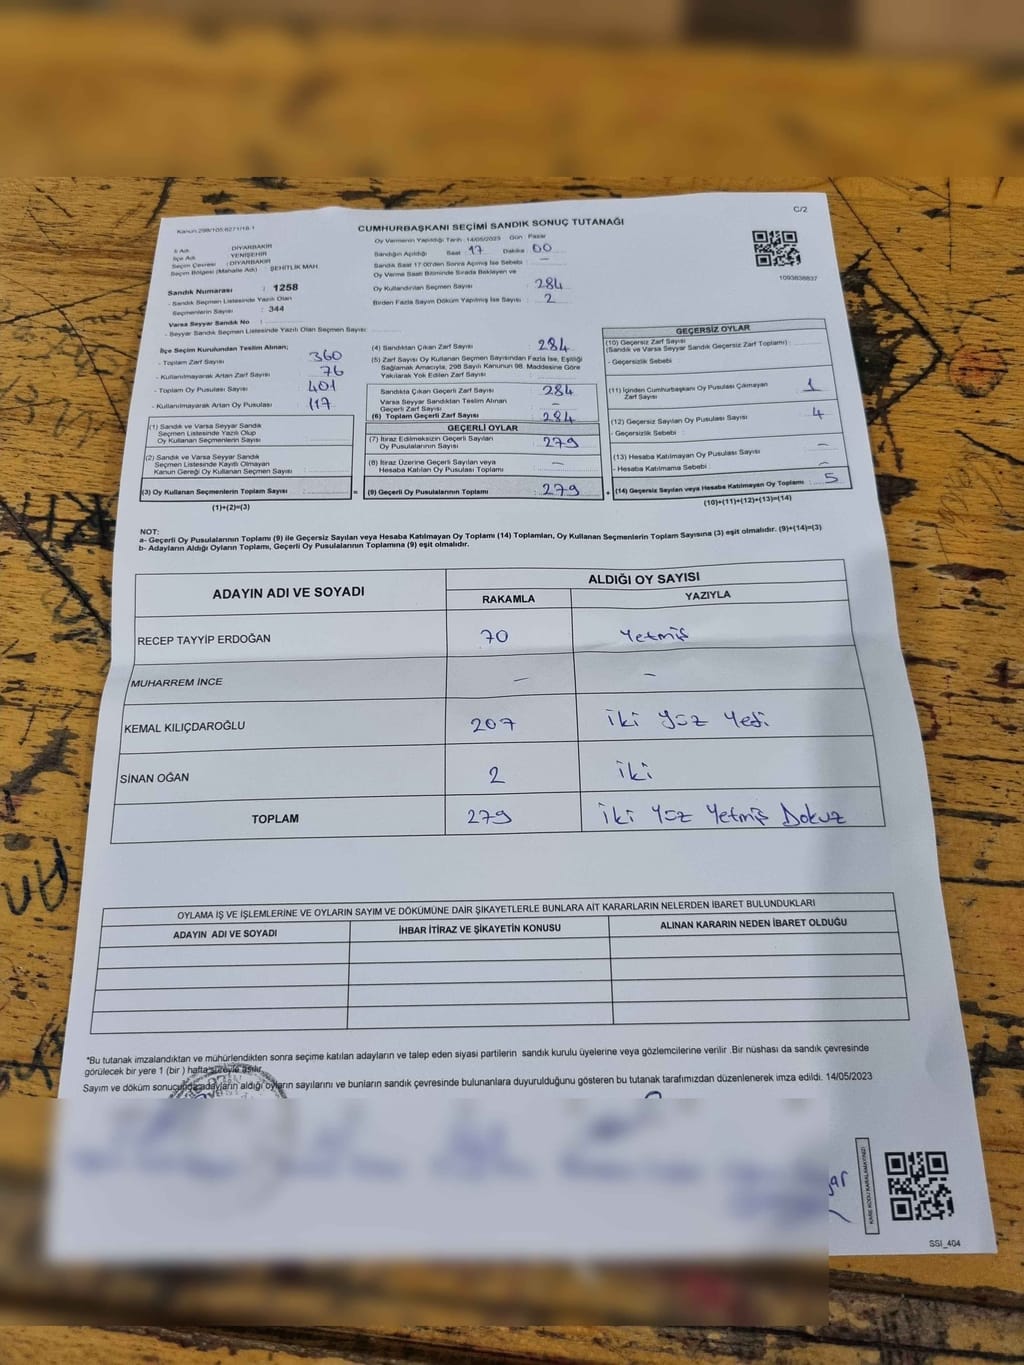 C/2
Kanun:298/105,6271/18-1
CUMHURBAŞKANI SEÇİMİ SANDIK SONUÇ TUTANAĞI
İl Adı : DİYARBAKIR
İlçe Adı : YENİŞEHİR
Seçim Çevresi : DİYARBAKIR
Seçim Bölgesi (Mahalle Adı) : ŞEHİTLİK MAH.
Sandık Numarası : 1258
- Sandık Seçmen Listesinde Yazılı Olan
Seçmenlerin Sayısı : 344
Varsa Seyyar Sandık No :
- Seyyar Sandık Seçmen Listesinde Yazılı Olan Seçmen Sayısı:
Oy Vermenin Yapıldığı Tarih : 14/05/2023 Gün : Pazar
Sandığın Açıldığı Saat : 17 Dakika : 00
Sandık Saat 17.00'den Sonra Açılmış İse Sebebi : —
Oy Verme Saati Bitiminde Sırada Bekleyen ve
Oy Kullandırılan Seçmen Sayısı : 284
Birden Fazla Sayım Döküm Yapılmış İse Sayısı : 2
1093838837
İlçe Seçim Kurulundan Teslim Alınan;
- Toplam Zarf Sayısı : 360
- Kullanılmayarak Artan Zarf Sayısı : 76
- Toplam Oy Pusulası Sayısı : 401
- Kullanılmayarak Artan Oy Pusulası : 117
(1) Sandık ve Varsa Seyyar Sandık
Seçmen Listesinde Yazılı Olup
Oy Kullanan Seçmenlerin Sayısı :
(2) Sandık ve Varsa Seyyar Sandık
Seçmen Listesinde Kayıtlı Olmayan
Kanun Gereği Oy Kullanan Seçmen Sayısı :
(3) Oy Kullanan Seçmenlerin Toplam Sayısı : =
(1)+(2)=(3)
(4) Sandıktan Çıkan Zarf Sayısı : 284
(5) Zarf Sayısı Oy Kullanan Seçmen Sayısından Fazla İse, Eşitliği
Sağlamak Amacıyla, 298 Sayılı Kanunun 98. Maddesine Göre
Yakılarak Yok Edilen Zarf Sayısı :
Sandıkta Çıkan Geçerli Zarf Sayısı : 284
Varsa Seyyar Sandıktan Teslim Alınan
Geçerli Zarf Sayısı : —
(6) Toplam Geçerli Zarf Sayısı : 284
GEÇERLİ OYLAR
(7) İtiraz Edilmeksizin Geçerli Sayılan
Oy Pusulalarının Sayısı : 279
(8) İtiraz Üzerine Geçerli Sayılan veya
Hesaba Katılan Oy Pusulası Toplamı : —
(9) Geçerli Oy Pusulalarının Toplamı : 279 +
GEÇERSİZ OYLAR
(10) Geçersiz Zarf Sayısı
(Sandık ve Varsa Seyyar Sandık Geçersiz Zarf Toplamı) :
- Geçersizlik Sebebi :
(11) İçinden Cumhurbaşkanı Oy Pusulası Çıkmayan
Zarf Sayısı : 1
(12) Geçersiz Sayılan Oy Pusulası Sayısı : 4
- Geçersizlik Sebebi :
(13) Hesaba Katılmayan Oy Pusulası Sayısı : —
- Hesaba Katılmama Sebebi : —
(14) Geçersiz Sayılan veya Hesaba Katılmayan Oy Toplamı : 5
(10)+(11)+(12)+(13)=(14)
NOT:
a- Geçerli Oy Pusulalarının Toplamı (9) ile Geçersiz Sayılan veya Hesaba Katılmayan Oy Toplamı (14) Toplamları, Oy Kullanan Seçmenlerin Toplam Sayısına (3) eşit olmalıdır. (9)+(14)=(3)
b- Adayların Aldığı Oyların Toplamı, Geçerli Oy Pusulalarının Toplamına (9) eşit olmalıdır.
ADAYIN ADI VE SOYADI ALDIĞI OY SAYISI
RAKAMLA YAZIYLA
RECEP TAYYİP ERDOĞAN 70 Yetmiş
MUHARREM İNCE — —
KEMAL KILIÇDAROĞLU 207 iki Yüz Yedi
SİNAN OĞAN 2 iki
TOPLAM 279 iki Yüz Yetmiş Dokuz
OYLAMA İŞ VE İŞLEMLERİNE VE OYLARIN SAYIM VE DÖKÜMÜNE DAİR ŞİKAYETLERLE BUNLARA AİT KARARLARIN NELERDEN İBARET BULUNDUKLARI
ADAYIN ADI VE SOYADI İHBAR İTİRAZ VE ŞİKAYETİN KONUSU ALINAN KARARIN NEDEN İBARET OLDUĞU
*Bu tutanak imzalandıktan ve mühürlendikten sonra seçime katılan adayların ve talep eden siyasi partilerin sandık kurulu üyelerine veya gözlemcilerine verilir .Bir nüshası da sandık çevresinde
görülecek bir yere 1 (bir ) hafta süreyle asılır.
Sayım ve döküm sonucunda adayların aldığı oyların sayılarını ve bunların sandık çevresinde bulunanlara duyurulduğunu gösteren bu tutanak tarafımızdan düzenlenerek imza edildi. 14/05/2023
KARE KODU KARALAMAYINIZ!
SSI_404